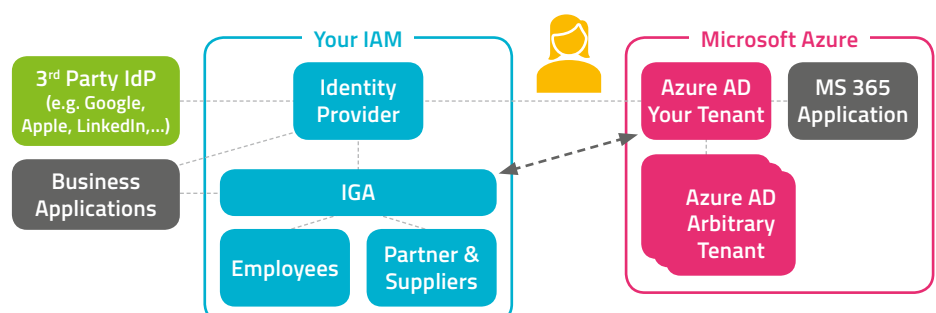 Your IAM
Microsoft Azure
3rd Party IdP
(e.g. Google,
Apple, LinkedIn,...)
Identity
Provider
Azure AD
Your Tenant
MS 365
Application
Business
Applications
IGA
Azure AD
Arbitrary
Tenant
Employees
Partner &
Suppliers